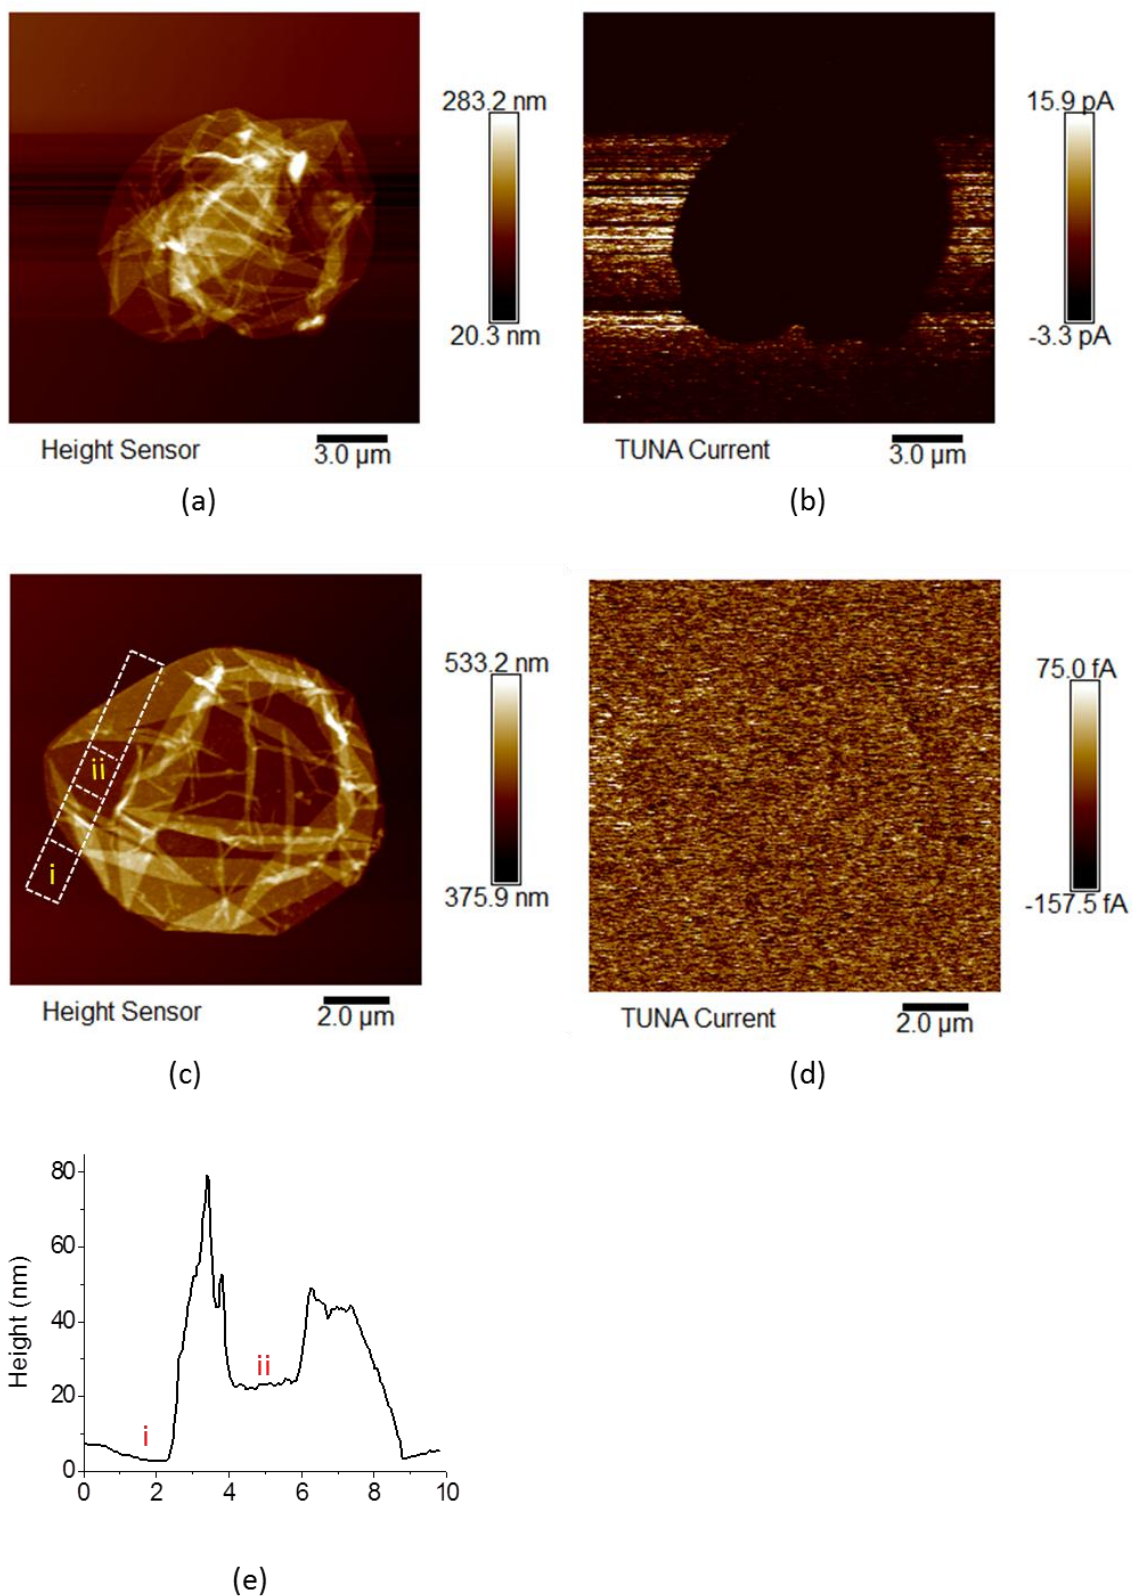 283.2 nm
20.3 nm
Height Sensor
3.0 µm
(a)
15.9 pA
-3.3 pA
TUNA Current
3.0 µm
(b)
533.2 nm
375.9 nm
ii
i
Height Sensor
2.0 µm
(c)
75.0 fA
-157.5 fA
TUNA Current
2.0 µm
(d)
Height (nm)
80
60
40
20
0
i
ii
0 2 4 6 8 10
(e)